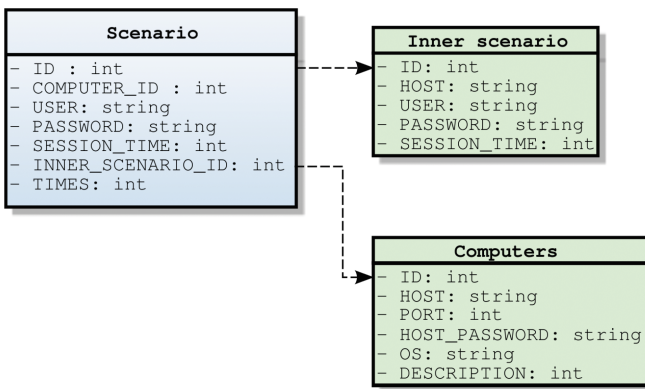 Scenario
- ID : int
- COMPUTER_ID : int
- USER: string
- PASSWORD: string
- SESSION_TIME: int
- INNER_SCENARIO_ID: int
- TIMES: int
Inner scenario
- ID: int
- HOST: string
- USER: string
- PASSWORD: string
- SESSION_TIME: int
Computers
- ID: int
- HOST: string
- PORT: int
- HOST_PASSWORD: string
- OS: string
- DESCRIPTION: int